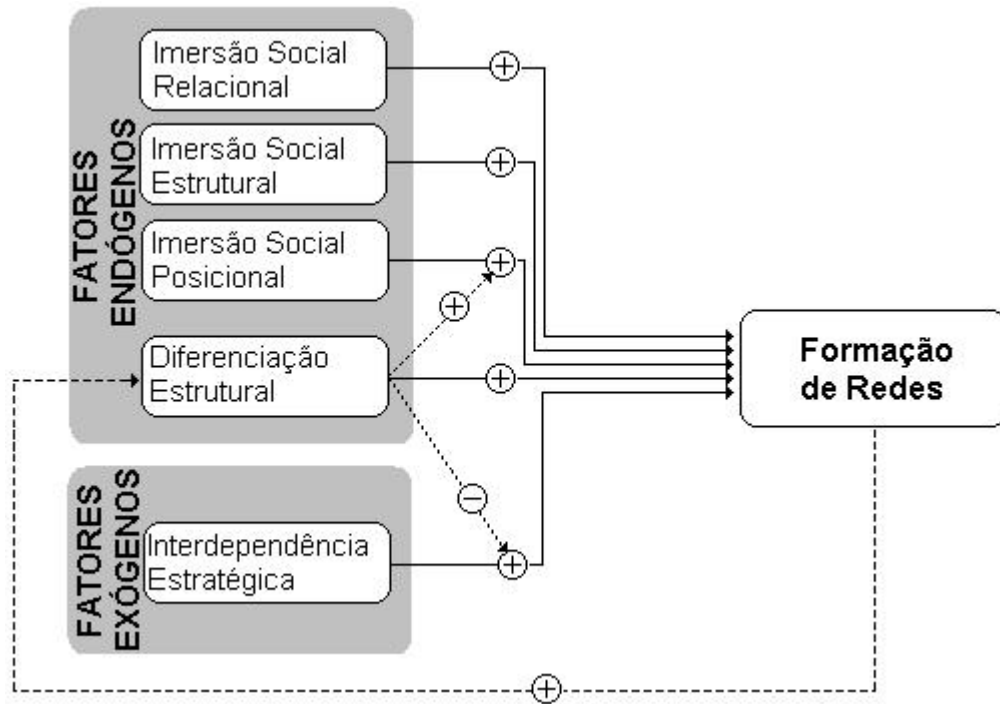 FATORES
ENDÓGENOS
Imersão Social
Relacional
Imersão Social
Estrutural
Imersão Social
Posicional
Diferenciação
Estrutural
FATORES
EXÓGENOS
Interdependência
Estratégica
+
+
+
+
+
−
+
Formação
de Redes
+